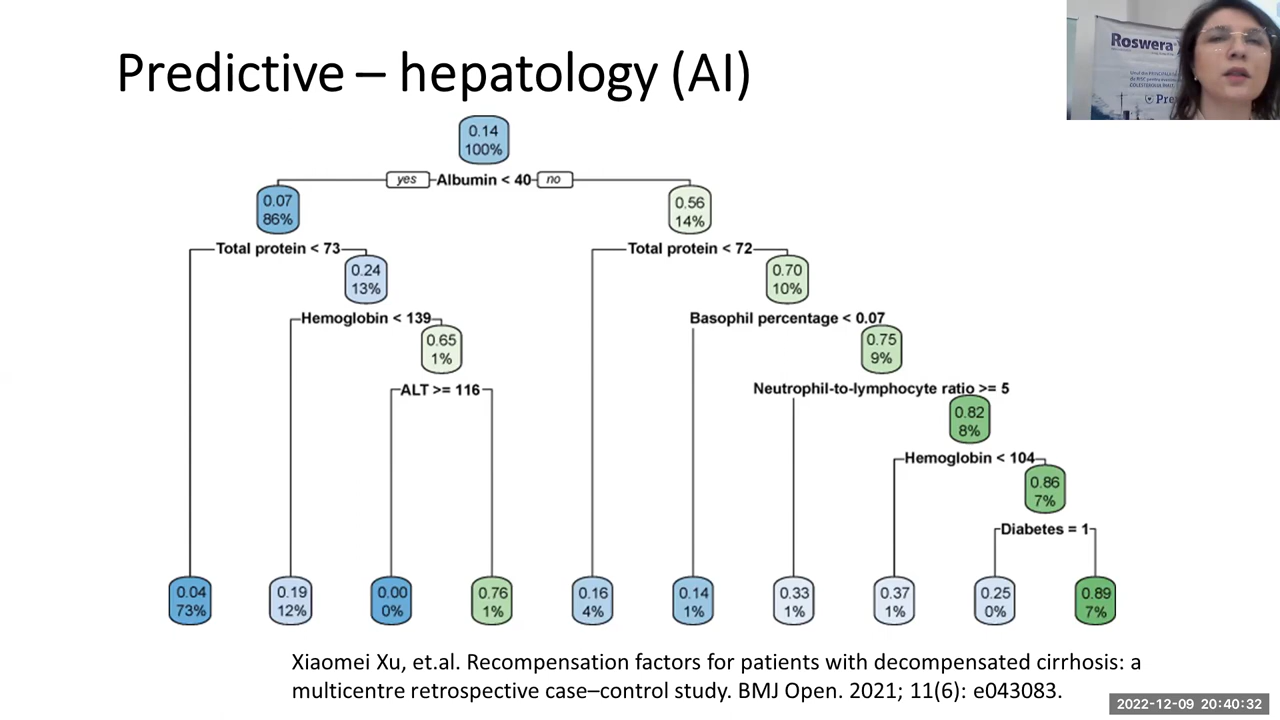 Predictive – hepatology (AI)
Roswera
Pre
0.14
100%
yes Albumin < 40 no
0.07
86%
0.56
14%
Total protein < 73
Total protein < 72
0.24
13%
0.70
10%
Hemoglobin < 139
Basophil percentage < 0.07
0.65
1%
0.75
9%
ALT >= 116
Neutrophil-to-lymphocyte ratio >= 5
0.82
8%
Hemoglobin < 104
0.86
7%
Diabetes = 1
0.04
73%
0.19
12%
0.00
0%
0.76
1%
0.16
4%
0.14
1%
0.33
1%
0.37
1%
0.25
0%
0.89
7%
Xiaomei Xu, et.al. Recompensation factors for patients with decompensated cirrhosis: a
multicentre retrospective case–control study. BMJ Open. 2021; 11(6): e043083.
2022-12-09 20:40:32